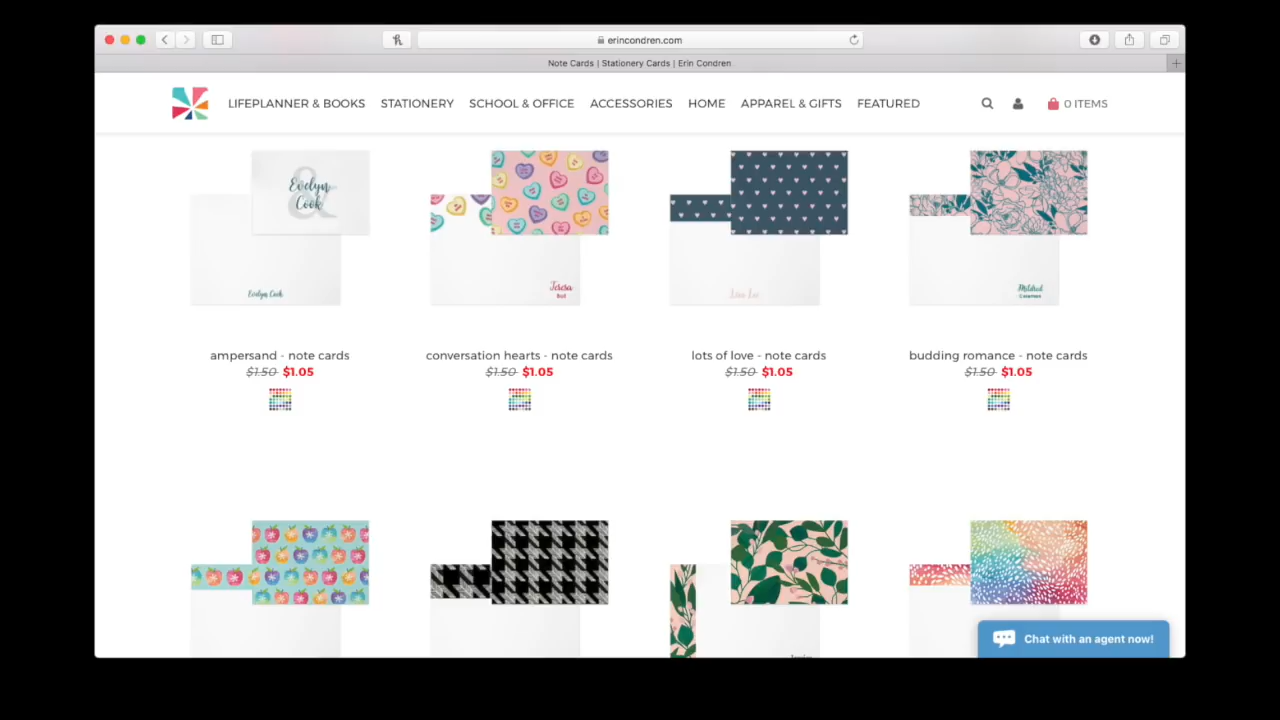 erincondren.com
Note Cards | Stationery Cards | Erin Condren
LIFEPLANNER & BOOKS STATIONERY SCHOOL & OFFICE ACCESSORIES HOME APPAREL & GIFTS FEATURED 0 ITEMS
Evelyn
Cook
&
Evelyn Cook
Teresa
Mildred
ampersand - note cards
$1.50 $1.05
conversation hearts - note cards
$1.50 $1.05
lots of love - note cards
$1.50 $1.05
budding romance - note cards
$1.50 $1.05
Chat with an agent now!